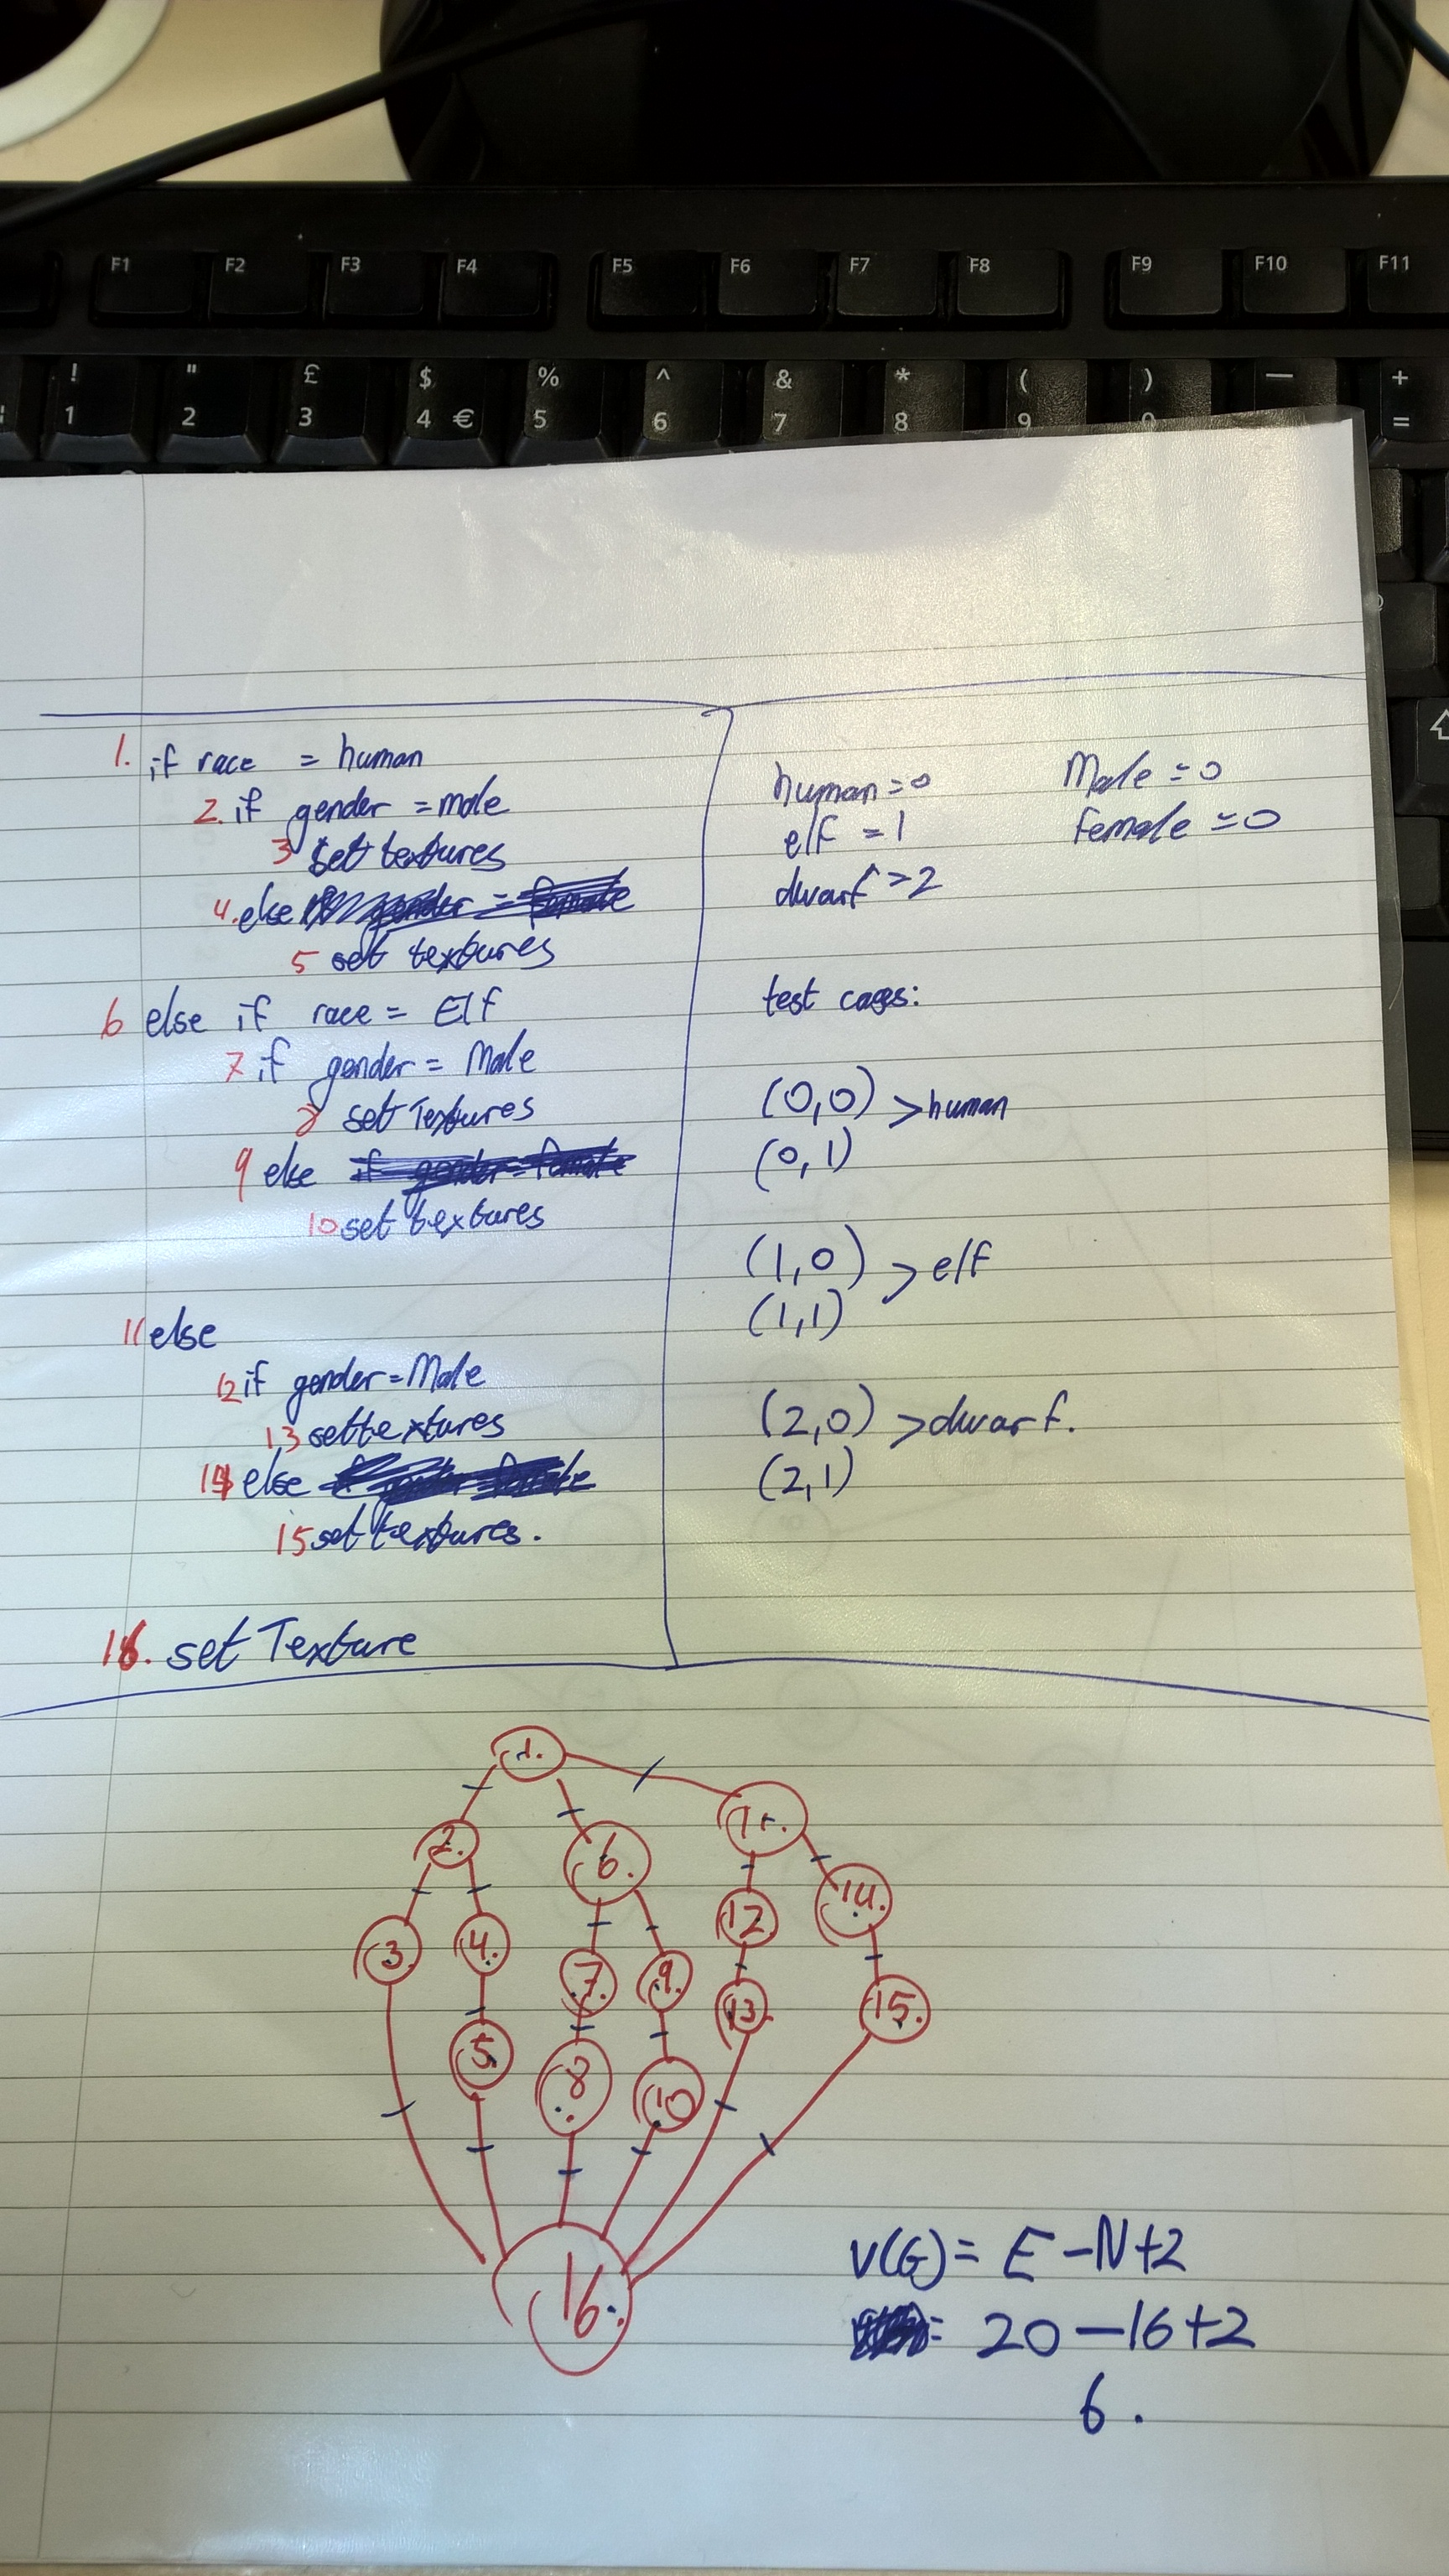 F1 F2 F3 F4 F5 F6 F7 F8 F9 F10 F11
! " £ $ % ^ & * ( ) — +
1 2 3 4 € 5 6 7 8 9 0 =
1. if race = human
2. if gender = male
3 set textures
4. else gender = female
5 set textures
6 else if race = Elf
7 if gender = Male
8 set Textures
9 else if gender = female
10 set textures
11 else
12 if gender = Male
13 set textures
14 else
15 set textures.
16. set Texture
human = 0 Male = 0
elf = 1 female = 0
dwarf > 2
test cases:
(0,0) > human
(0,1)
(1,0) > elf
(1,1)
(2,0) > dwarf.
(2,1)
1.
2. 6. 11.
3. 4. 7. 9. 12 14.
5. 8 10 13. 15.
16.
V(G) = E - N + 2
= 20 - 16 + 2
6.